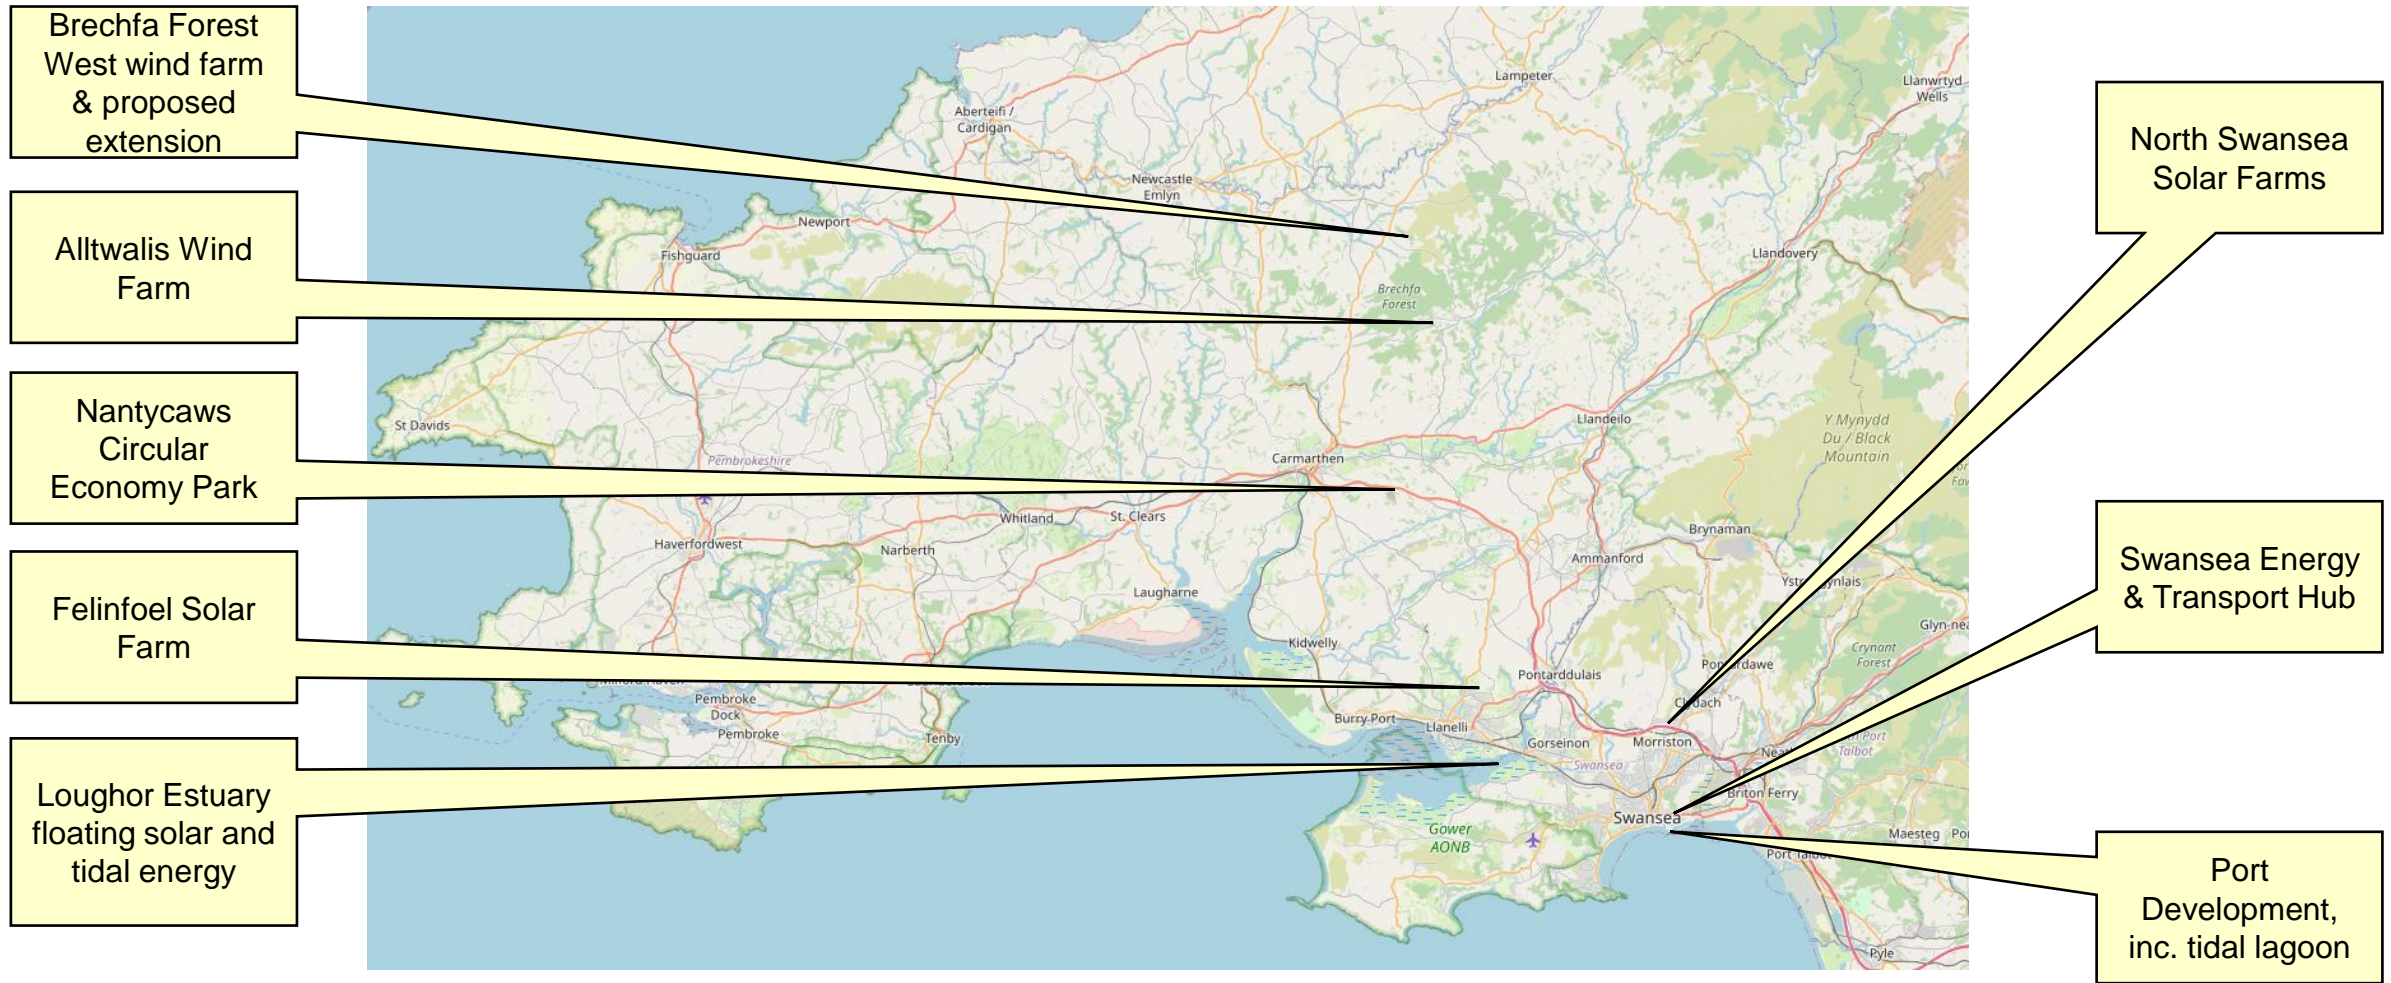 Brechfa Forest
West wind farm
& proposed
extension
Alltwalis Wind
Farm
Nantycaws
Circular
Economy Park
Felinfoel Solar
Farm
Loughor Estuary
floating solar and
tidal energy
North Swansea
Solar Farms
Swansea Energy
& Transport Hub
Port
Development,
inc. tidal lagoon
Lampeter
Llanwrtyd
Wells
Aberteifi /
Cardigan
Newcastle
Emlyn
Newport
Fishguard
Llandovery
Brechfa
Forest
St Davids
Llandeilo
Y Mynydd
Du / Black
Mountain
Pembrokeshire
Carmarthen
Whitland
St. Clears
Brynaman
Haverfordwest
Narberth
Ammanford
Laugharne
Kidwelly
Crynant
Forest
Pontarddulais
Pembroke
Dock
Pembroke
Tenby
Burry Port
Llanelli
Gorseinon
Morriston
Swansea
Talbot
Briton Ferry
Swansea
Gower
AONB
Maesteg
Port Talbot
Pyle